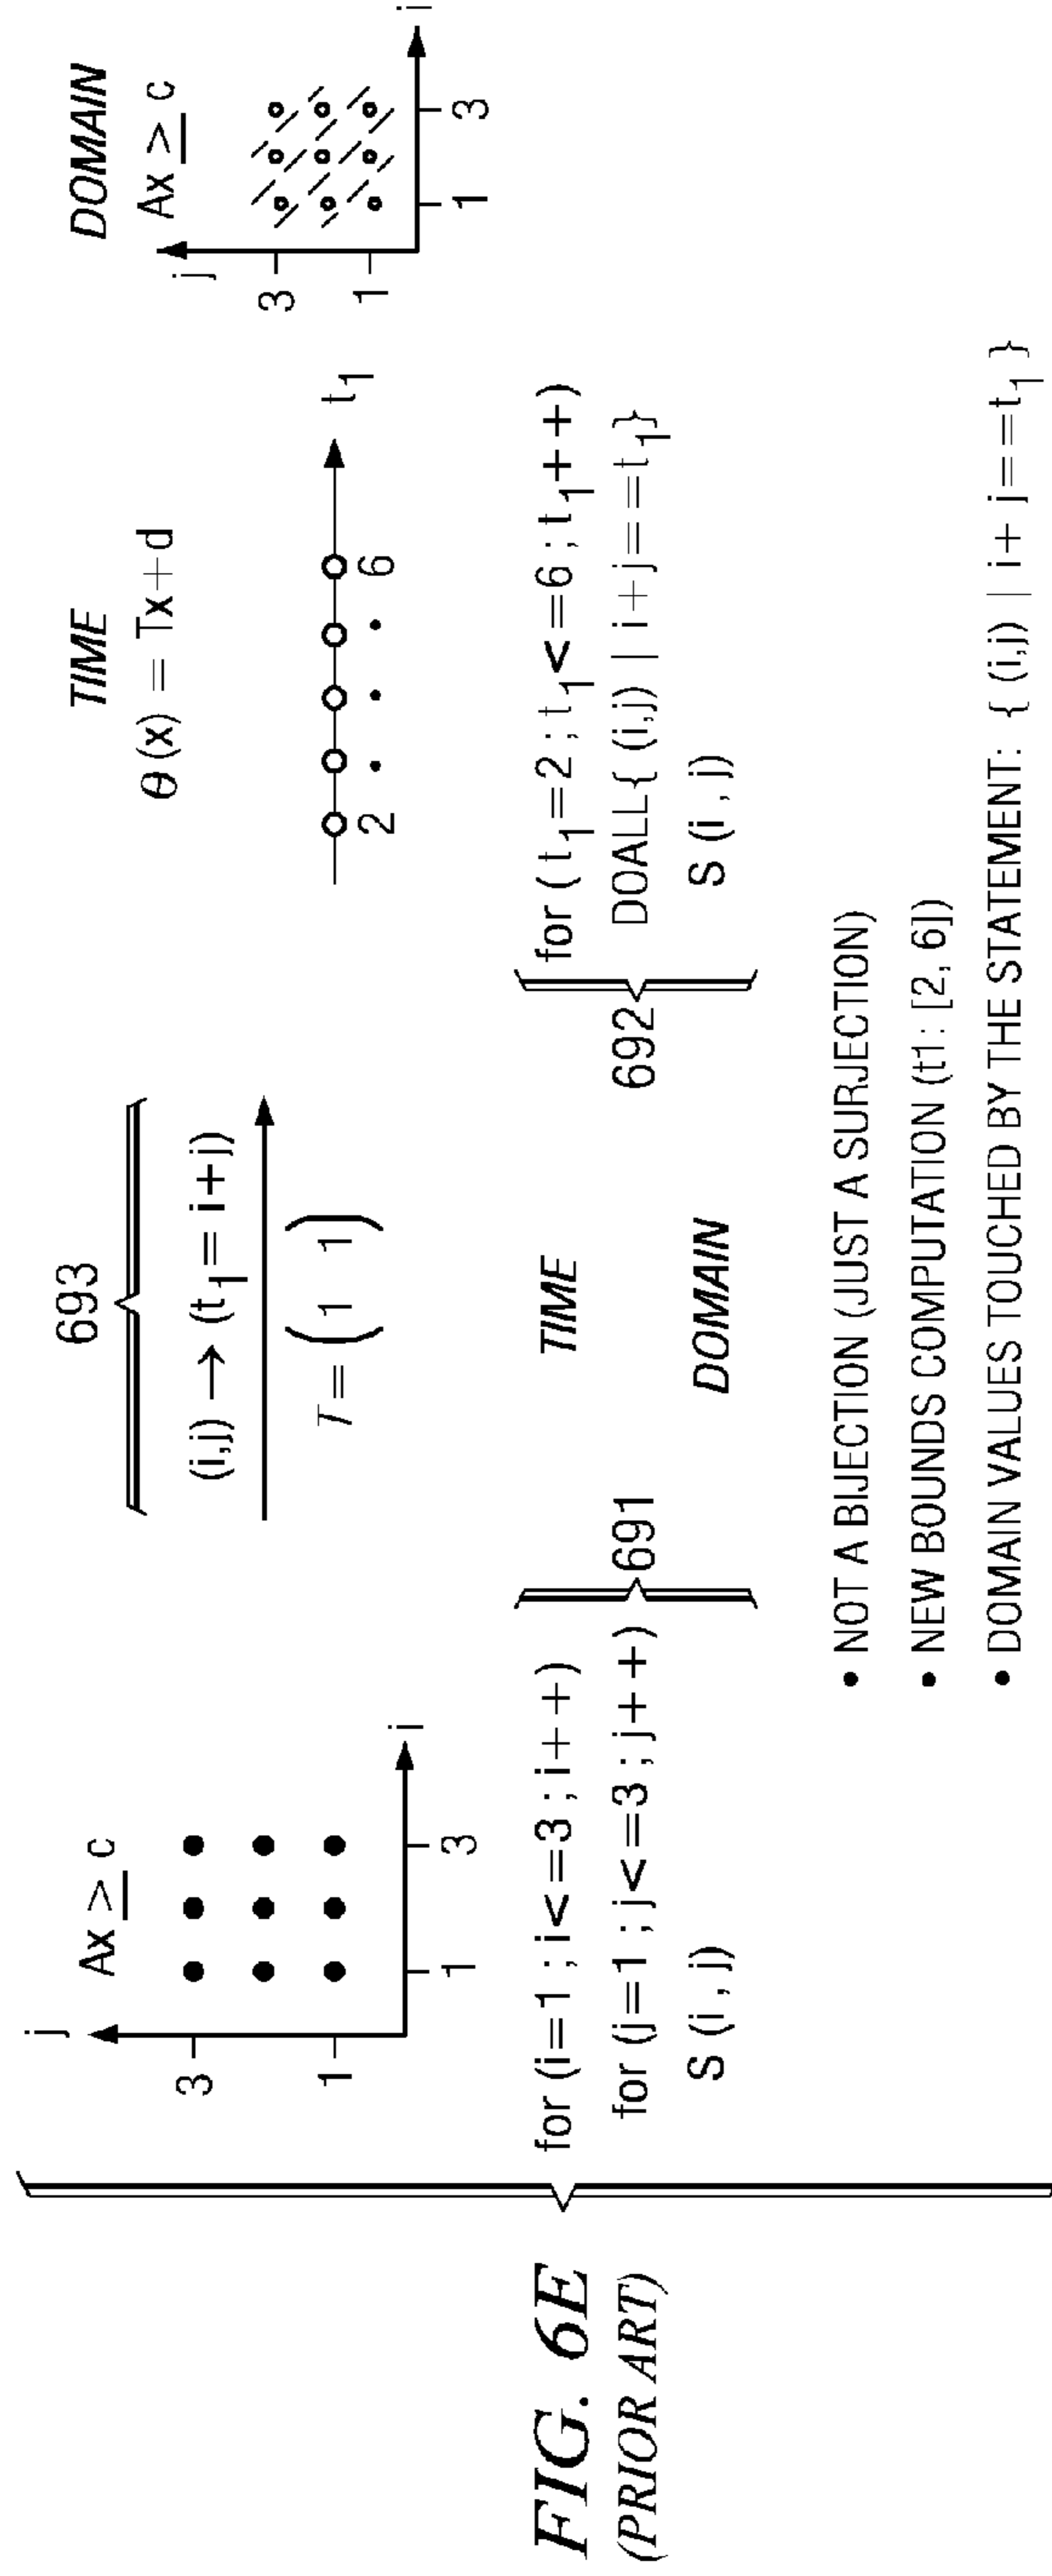 FIG. 6E
(PRIOR ART)
j
Ax ≥ c
3
1
1
3
i
for (i=1 ; i<=3 ; i++)
for (j=1 ; j<=3 ; j++)
S (i , j)
691
693
(i,j) → (t1= i+j)
T = ( 1 1 )
TIME
DOMAIN
692
TIME
θ (x) = Tx+d
2 • • • 6
t1
for ( t1=2 ; t1<=6 ; t1++)
DOALL{ (i,j) | i+j==t1}
S (i , j)
DOMAIN
Ax ≥ c
j
3
1
1
3
i
• NOT A BIJECTION (JUST A SURJECTION)
• NEW BOUNDS COMPUTATION (t1: [2, 6])
• DOMAIN VALUES TOUCHED BY THE STATEMENT: { (i,j) | i+ j==t1 }